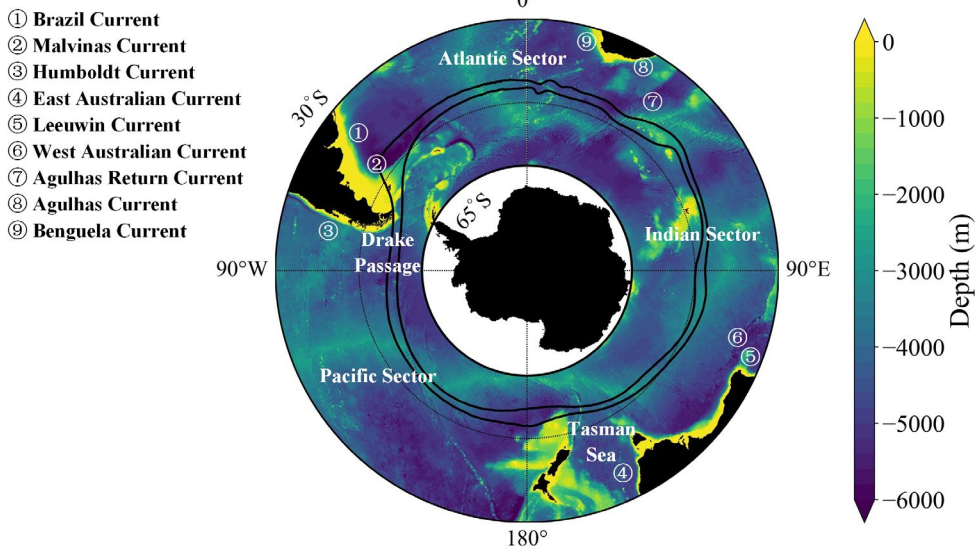 ① Brazil Current
② Malvinas Current
③ Humboldt Current
④ East Australian Current
⑤ Leeuwin Current
⑥ West Australian Current
⑦ Agulhas Return Current
⑧ Agulhas Current
⑨ Benguela Current
0°
30°S
Atlantic Sector
⑨
⑧
⑦
①
②
③
65°S
Drake
Passage
Indian Sector
90°W
90°E
⑥
⑤
Pacific Sector
Tasman
Sea
④
180°
0
−1000
−2000
−3000
−4000
−5000
−6000
Depth (m)